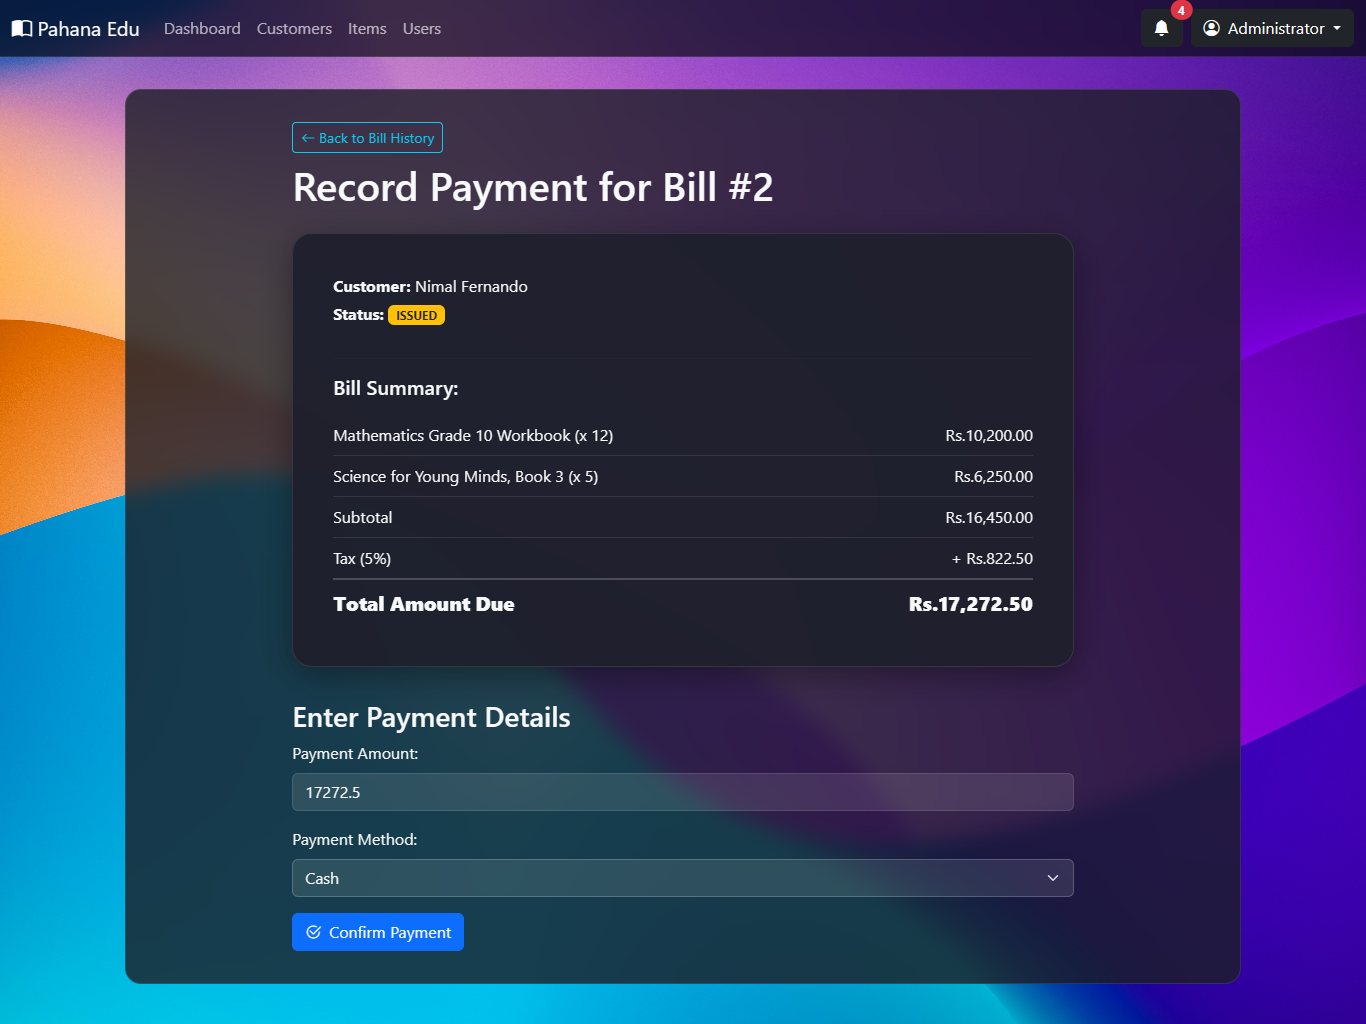 Pahana Edu Dashboard Customers Items Users 4 Administrator
Back to Bill History
Record Payment for Bill #2
Customer: Nimal Fernando
Status: ISSUED
Bill Summary:
Mathematics Grade 10 Workbook (x 12) Rs.10,200.00
Science for Young Minds, Book 3 (x 5) Rs.6,250.00
Subtotal Rs.16,450.00
Tax (5%) + Rs.822.50
Total Amount Due Rs.17,272.50
Enter Payment Details
Payment Amount:
17272.5
Payment Method:
Cash
Confirm Payment